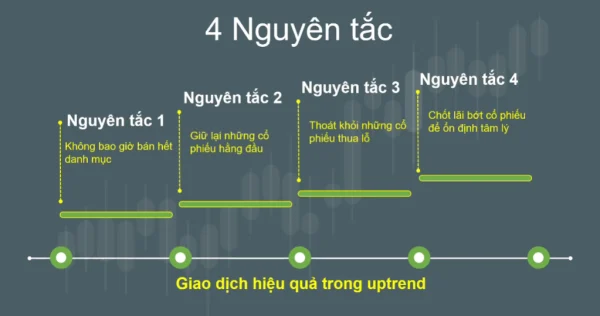 4 Nguyên tắc
Nguyên tắc 1
Không bao giờ bán hết
danh mục
Nguyên tắc 2
Giữ lại những cổ
phiếu hàng đầu
Nguyên tắc 3
Thoát khỏi những cổ
phiếu thua lỗ
Nguyên tắc 4
Chốt lãi bớt cổ phiếu
để ổn định tâm lý
Giao dịch hiệu quả trong uptrend